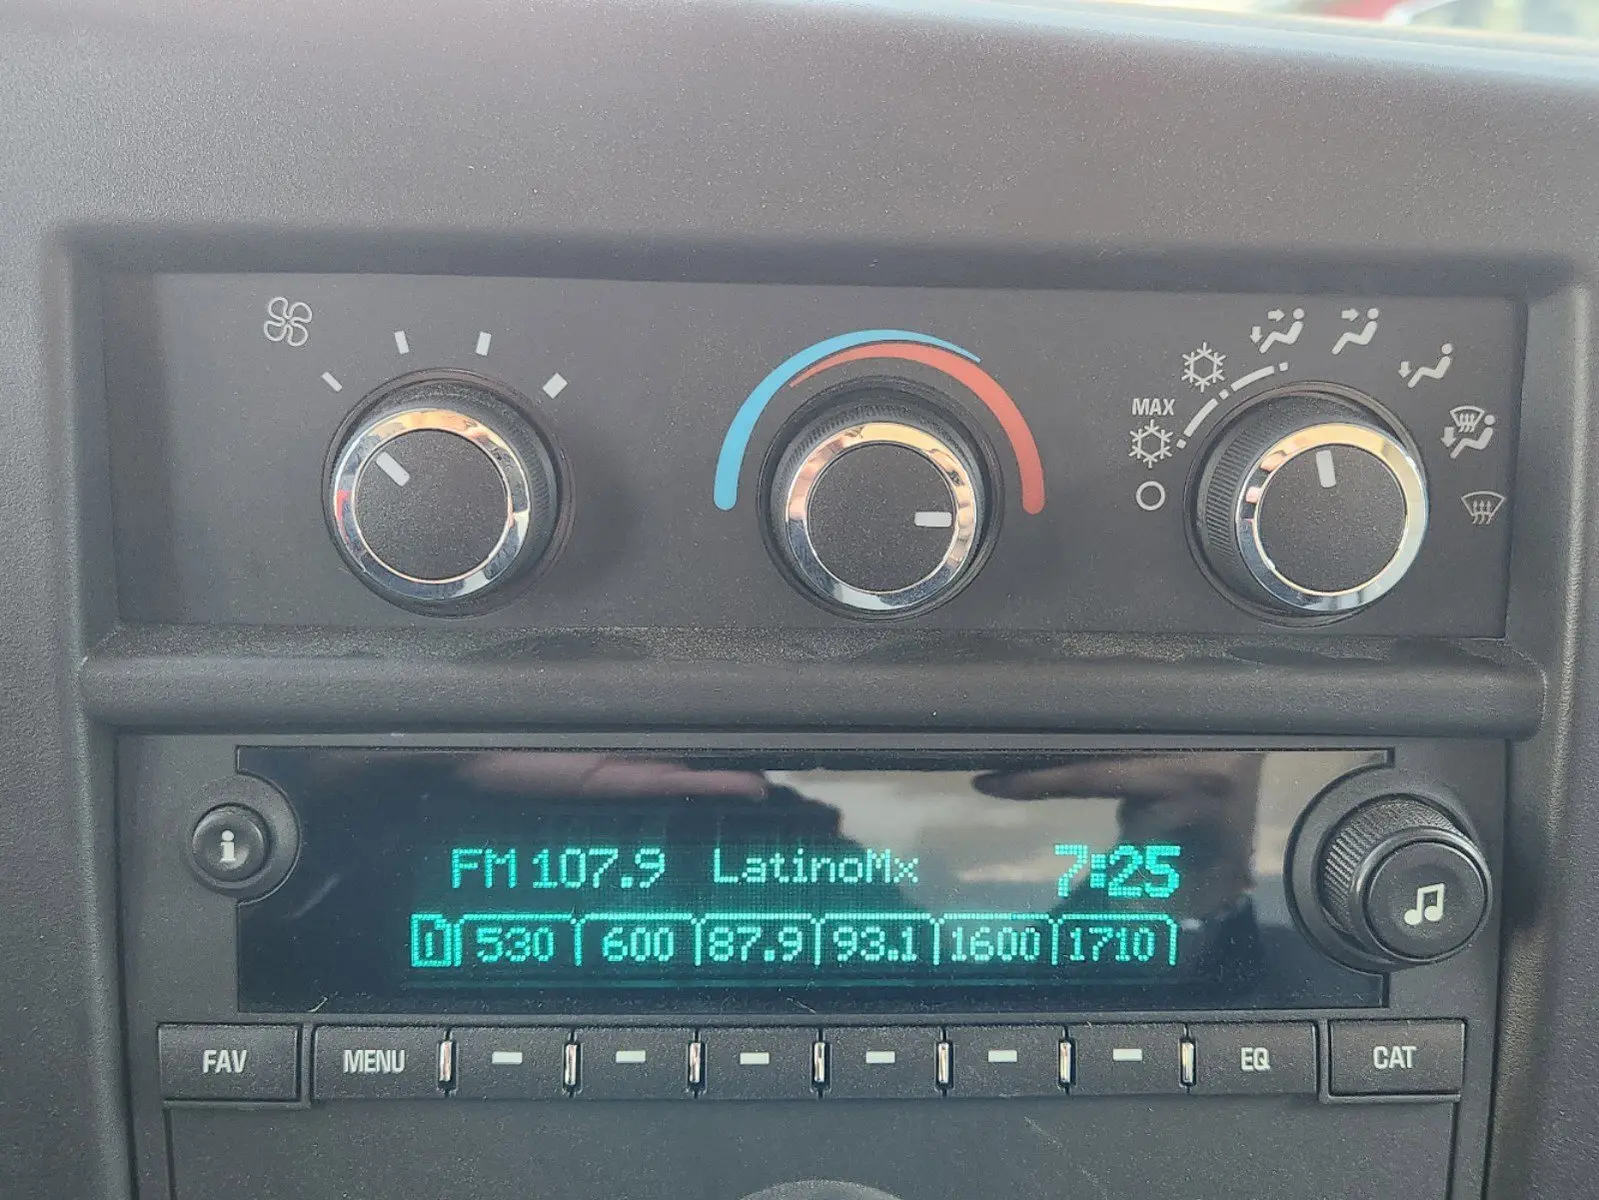 MAX
i
FM 107.9 LatinoMx 7:25
1 530 600 87.9 93.1 1600 1710
FAV MENU EQ CAT